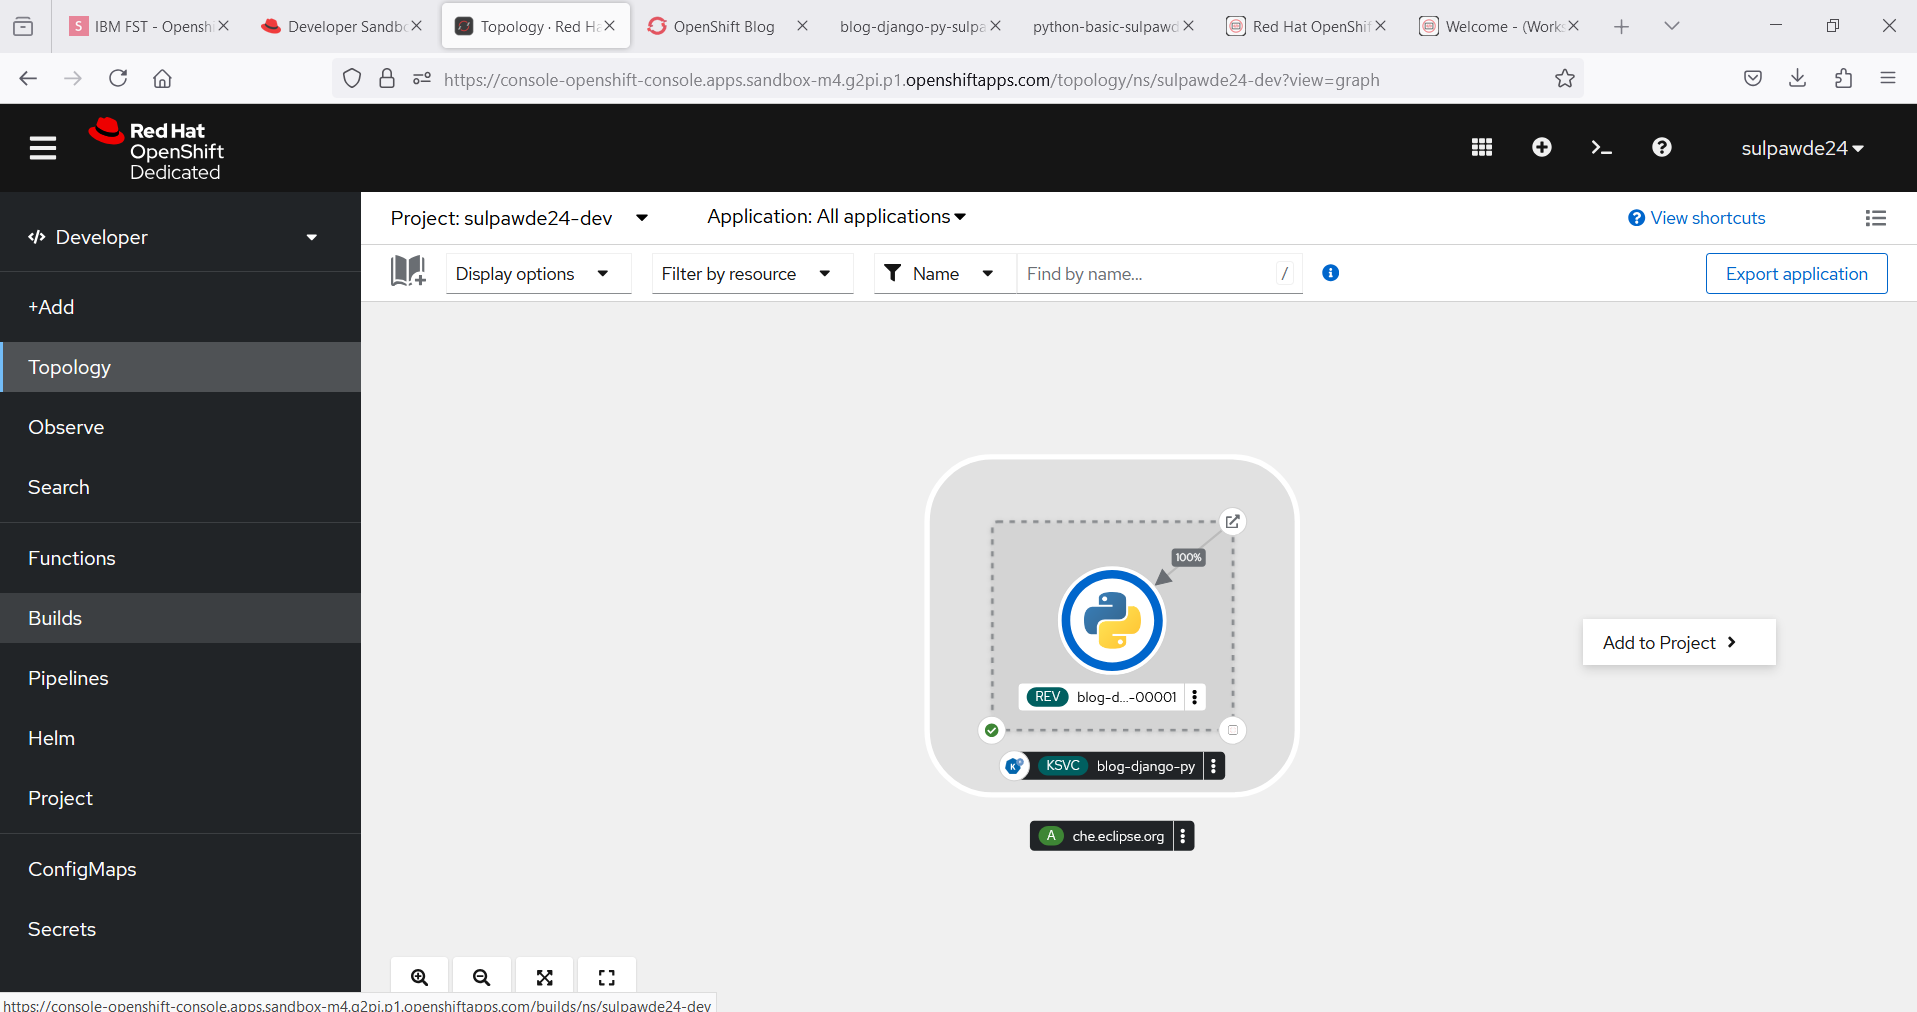 IBM FST - Opensh
Developer Sandbo
Topology · Red Ha
OpenShift Blog
blog-django-py-sulpa
python-basic-sulpawd
Red Hat OpenShif
Welcome - (Works
https://console-openshift-console.apps.sandbox-m4.g2pi.p1.openshiftapps.com/topology/ns/sulpawde24-dev?view=graph
Red Hat
OpenShift
Dedicated
sulpawde24
Developer
+Add
Topology
Observe
Search
Functions
Builds
Pipelines
Helm
Project
ConfigMaps
Secrets
Project: sulpawde24-dev
Application: All applications
View shortcuts
Display options
Filter by resource
Name
Find by name...
/
Export application
100%
REV blog-d...-00001
KSVC blog-django-py
A che.eclipse.org
Add to Project
https://console-openshift-console.apps.sandbox-m4.g2pi.p1.openshiftapps.com/builds/ns/sulpawde24-dev